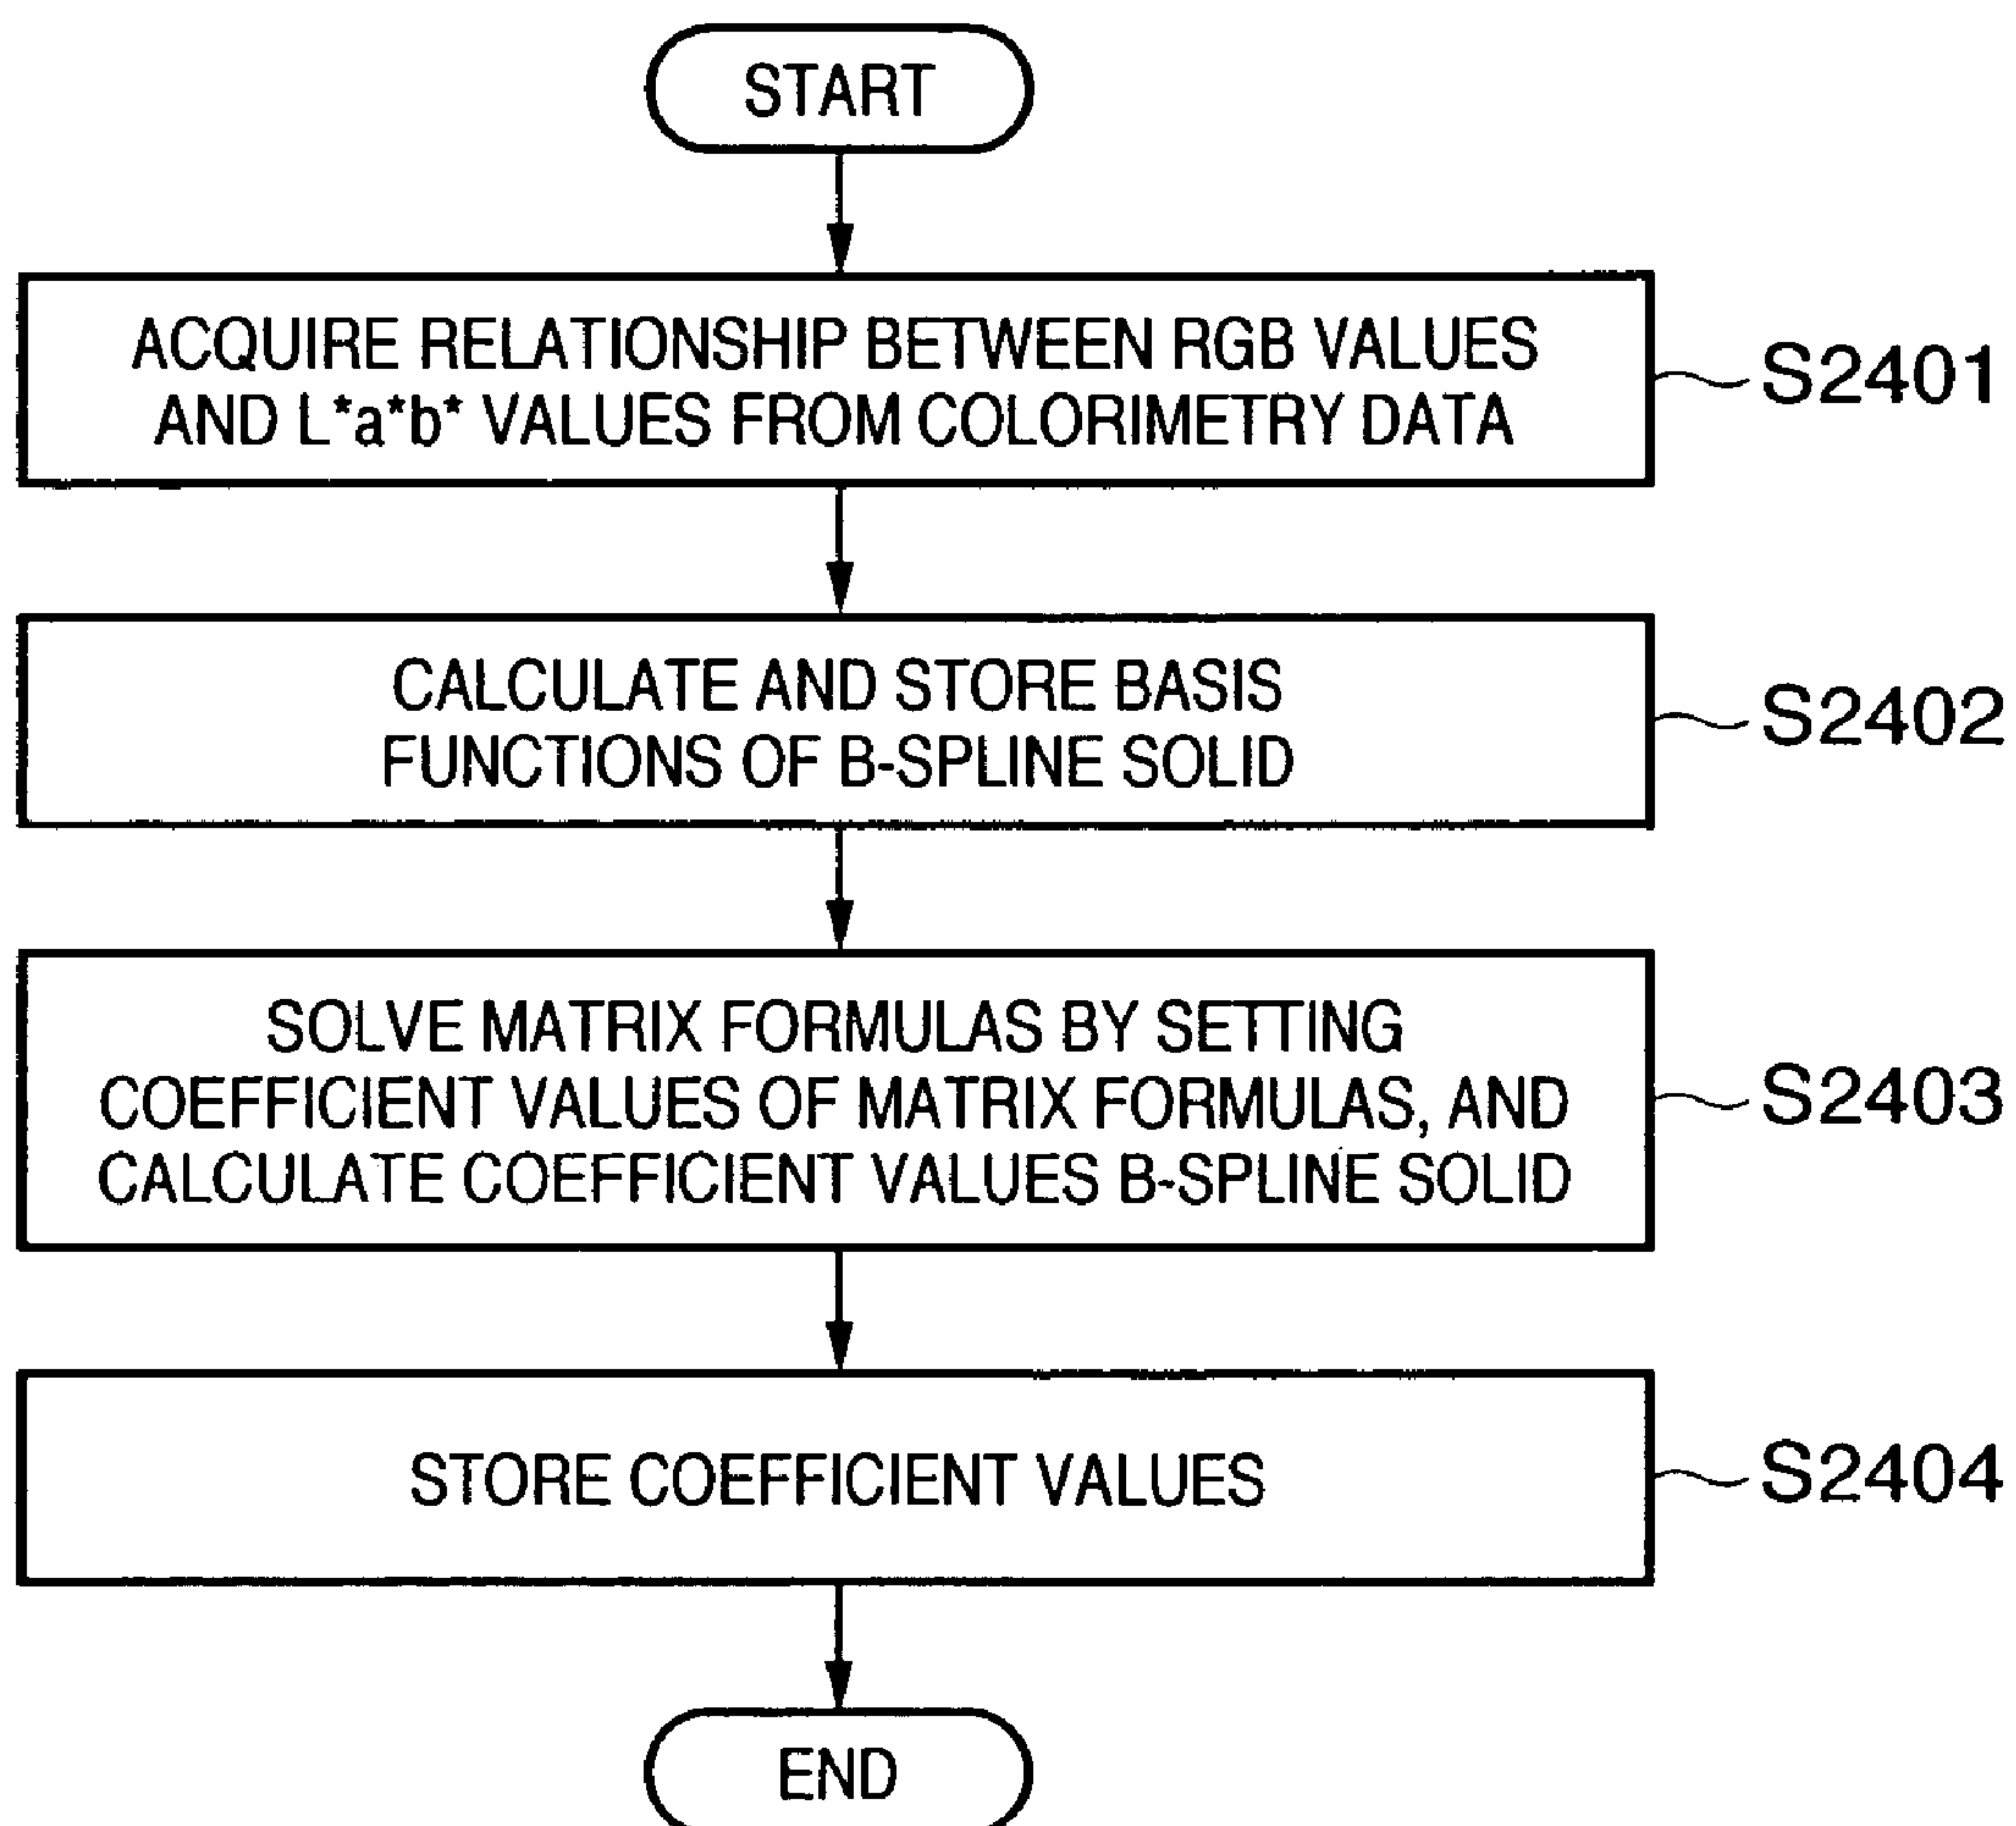 START
ACQUIRE RELATIONSHIP BETWEEN RGB VALUES
AND L*a*b* VALUES FROM COLORIMETRY DATA
S2401
CALCULATE AND STORE BASIS
FUNCTIONS OF B-SPLINE SOLID
S2402
SOLVE MATRIX FORMULAS BY SETTING
COEFFICIENT VALUES OF MATRIX FORMULAS, AND
CALCULATE COEFFICIENT VALUES B-SPLINE SOLID
S2403
STORE COEFFICIENT VALUES
S2404
END